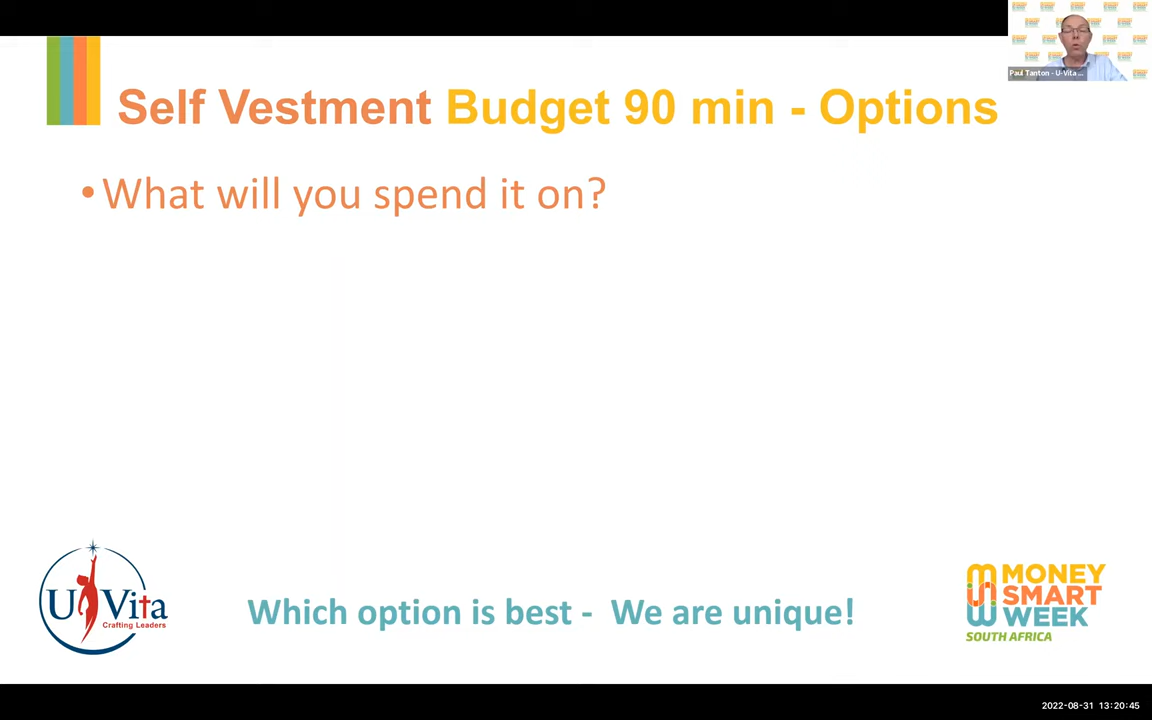 Paul Tanton - U-Vita ...
Self Vestment Budget 90 min - Options
•What will you spend it on?
U Vita
Crafting Leaders
Which option is best - We are unique!
MONEY
SMART
WEEK
SOUTH AFRICA
2022-08-31 13:20:45